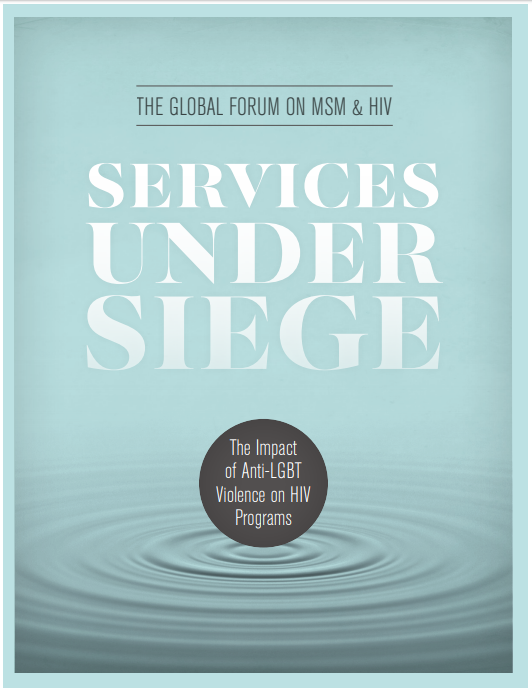 THE GLOBAL FORUM ON MSM & HIV
SERVICES
UNDER
SIEGE
The Impact
of Anti-LGBT
Violence on HIV
Programs